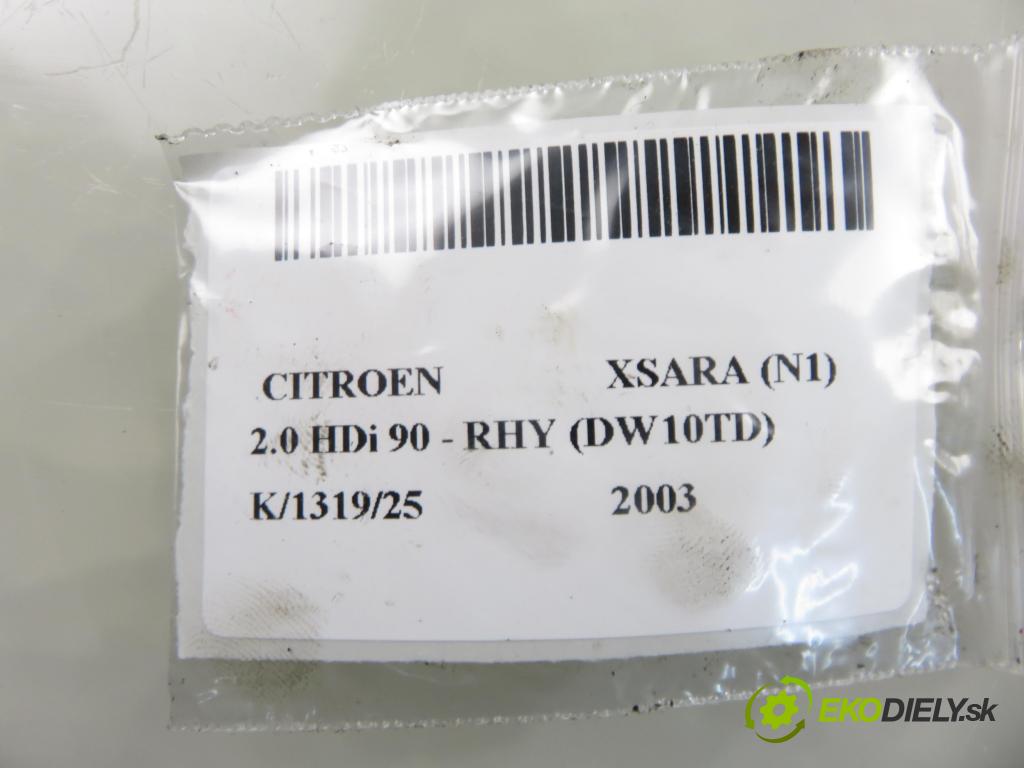 CITROEN XSARA (N1)
2.0 HDi 90 - RHY (DW10TD)
K/1319/25 2003
EKODIELY.sk